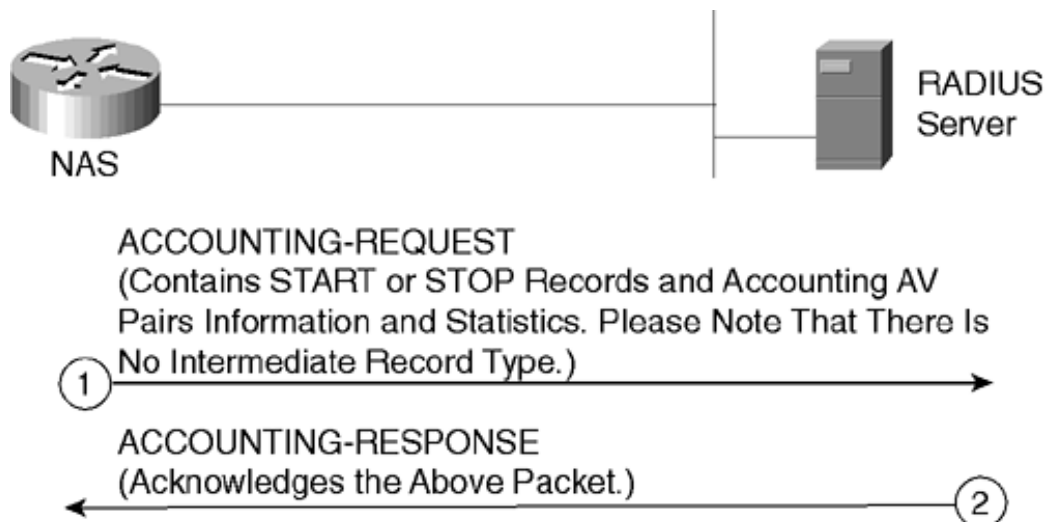 RADIUS
Server
NAS
ACCOUNTING-REQUEST
(Contains START or STOP Records and Accounting AV
Pairs Information and Statistics. Please Note That There Is
No Intermediate Record Type.)
1
ACCOUNTING-RESPONSE
(Acknowledges the Above Packet.)
2